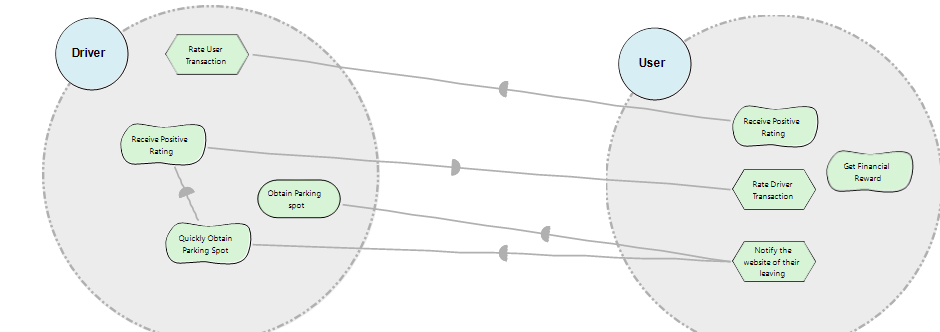 Driver
Rate User
Transaction
Receive Positive
Rating
Obtain Parking
spot
Quickly Obtain
Parking Spot
User
Receive Positive
Rating
Get Financial
Reward
Rate Driver
Transaction
Notify the
website of their
leaving